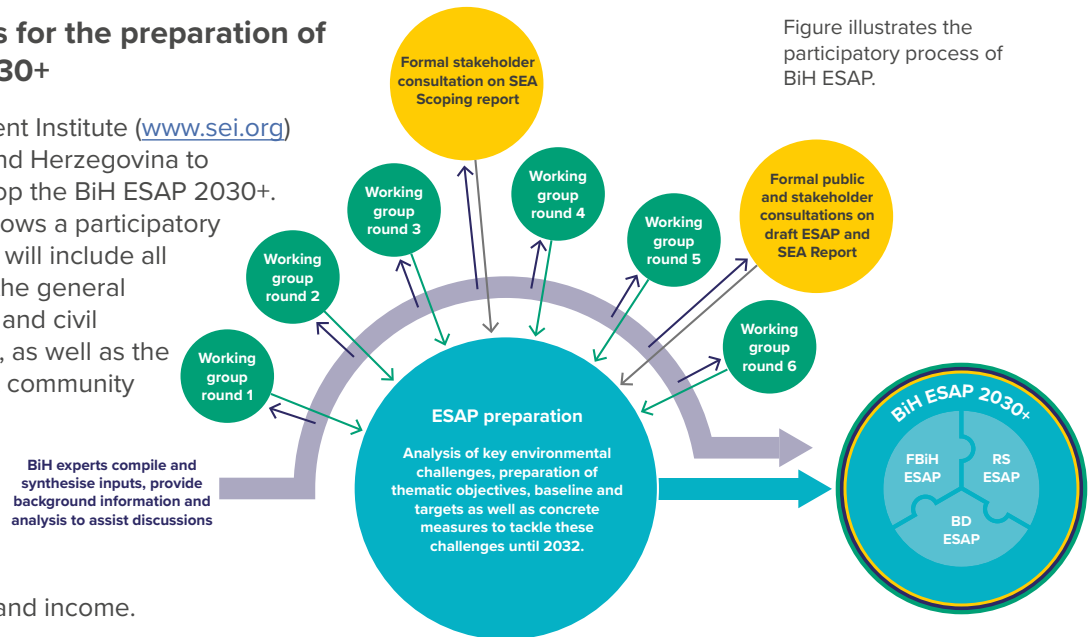 s for the preparation of
30+
ent Institute (www.sei.org)
nd Herzegovina to
op the BiH ESAP 2030+.
ows a participatory
will include all
he general
and civil
, as well as the
community
and income.
Figure illustrates the
participatory process of
BiH ESAP.
Formal stakeholder
consultation on SEA
Scoping report
Formal public
and stakeholder
consultations on
draft ESAP and
SEA Report
Working
group
round 1
Working
group
round 2
Working
group
round 3
Working
group
round 4
Working
group
round 5
Working
group
round 6
BiH experts compile and
synthesise inputs, provide
background information and
analysis to assist discussions
ESAP preparation
Analysis of key environmental
challenges, preparation of
thematic objectives, baseline and
targets as well as concrete
measures to tackle these
challenges until 2032.
BiH ESAP 2030+
FBiH
ESAP
RS
ESAP
BD
ESAP